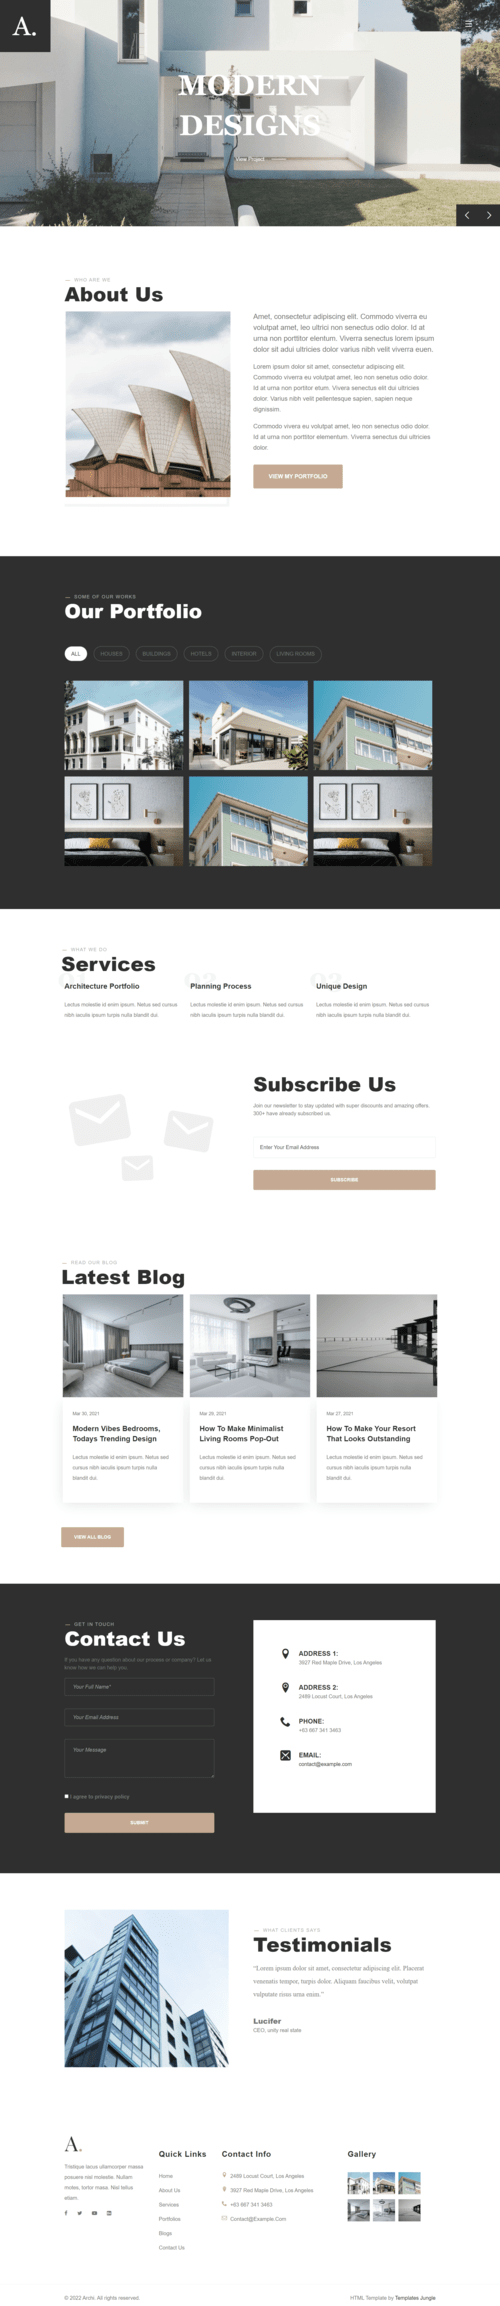 A.
MODERN
DESIGNS
View Project
WHO ARE WE
About Us
Amet, consectetur adipiscing elit. Commodo viverra eu
volutpat amet, leo ultrici non senectus odio dolor. Id at
urna non porttitor elentum. Viverra senectus lorem ipsum
dolor sit adui ultricies dolor varius nibh velit viverra euen.
Lorem ipsum dolor sit amet, consectetur adipiscing elit.
Commodo viverra eu volutpat amet, leo non senetus odio dolor.
Id at urna non portitor etum. Vivera senectus elit dui ultricies
dolor. Varius nibh velit pellentesque sapien, sapien neque
dignissim.
Commodo vivera eu volutpat amet, leo non senectus odio dolor
Id at urna non porttitor elementum. Viverra senectus dui ultricies
dolor.
VIEW MY PORTFOLIO
SOME OF OUR WORKS
Our Portfolio
ALL
HOUSES
BUILDINGS
HOTELS
INTERIOR
LIVING ROOMS
WHAT WE DO
Services
Architecture Portfolio
Lectus molestie id enim ipsum. Netus sed cursus
nibh iaculis ipsum turpis nulla blandit dui.
Planning Process
Lectus molestie id enim ipsum. Netus sed cursus
nibh iaculis ipsum turpis nulla blandit dui.
Unique Design
Lectus molestie id enim ipsum. Netus sed cursus
nibh iaculis ipsum turpis nulla blandit dui.
Subscribe Us
Join our newsletter to stay updated with super discounts and amazing offers.
300+ have already subscribed us.
Enter Your Email Address
SUBSCRIBE
READ OUR BLOG
Latest Blog
Mar 30, 2021
Modern Vibes Bedrooms,
Todays Trending Design
Lectus molestie id enim ipsum. Netus sed
cursus nibh iaculis ipsum turpis nulla
blandit dui.
Mar 29, 2021
How To Make Minimalist
Living Rooms Pop-Out
Lectus molestie id enim ipsum. Netus sed
cursus nibh iaculis ipsum turpis nulla
blandit dui.
Mar 27, 2021
How To Make Your Resort
That Looks Outstanding
Lectus molestie id enim ipsum. Netus sed
cursus nibh iaculis ipsum turpis nulla
blandit dui.
VIEW ALL BLOG
GET IN TOUCH
Contact Us
If you have any question about our process or company? Let us
know how we can help you.
Your Full Name*
Your Email Address
Your Message
I agree to privacy policy
SUBMIT
ADDRESS 1:
3927 Red Maple Drive, Los Angeles
ADDRESS 2:
2489 Locust Court, Los Angeles
PHONE:
+63 667 341 3463
EMAIL:
contact@example.com
WHAT CLIENTS SAYS
Testimonials
“Lorem ipsum dolor sit amet, consectetur adipiscing elit. Placerat
venenatis tempor, turpis dolor. Aliquam faucibus velit, volutpat
vulputate risus urna enim.”
Lucifer
CEO, unity real state
A.
Tristique lacus ullamcorper massa
posuere nisl molestie. Nullam
motes, tortor masa. Nisl tellus
etiam.
Quick Links
Home
About Us
Services
Portfolios
Blogs
Contact Us
Contact Info
2489 Locust Court, Los Angeles
3927 Red Maple Drive, Los Angeles
+63 667 341 3463
Contact@Example.Com
Gallery
© 2022 Archi. All rights reserved.
HTML Template by Templates Jungle